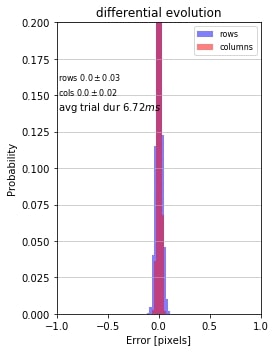 differential evolution
0.200
0.175
0.150
0.125
0.100
0.075
0.050
0.025
0.000
Probability
rows 0.0 ± 0.03
cols 0.0 ± 0.02
avg trial dur 6.72ms
rows
columns
−1.0 −0.5 0.0 0.5 1.0
Error [pixels]